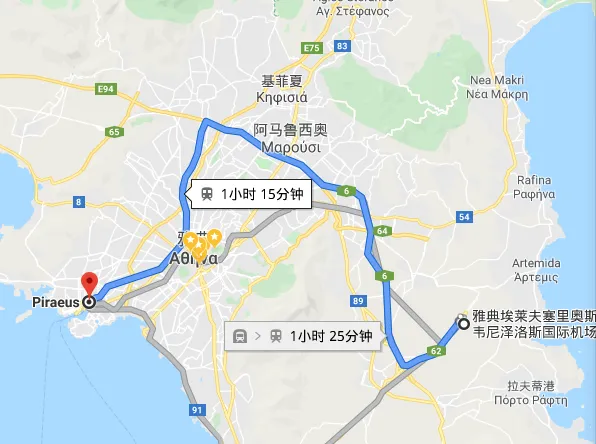 Αγ. Στέφανος
E75
83
Nea Makri
Νέα Μάκρη
基菲夏
Κηφισιά
E94
65
阿马鲁西奥
Μαρούσι
Rafina
Ραφήνα
1小时 15分钟
6
8
54
64
Αθήνα
Artemida
Άρτεμις
6
Piraeus
89
雅典埃莱夫塞里奥斯
韦尼泽洛斯国际机场
1小时 25分钟
62
拉夫蒂港
Πόρτο Ράφτη
91